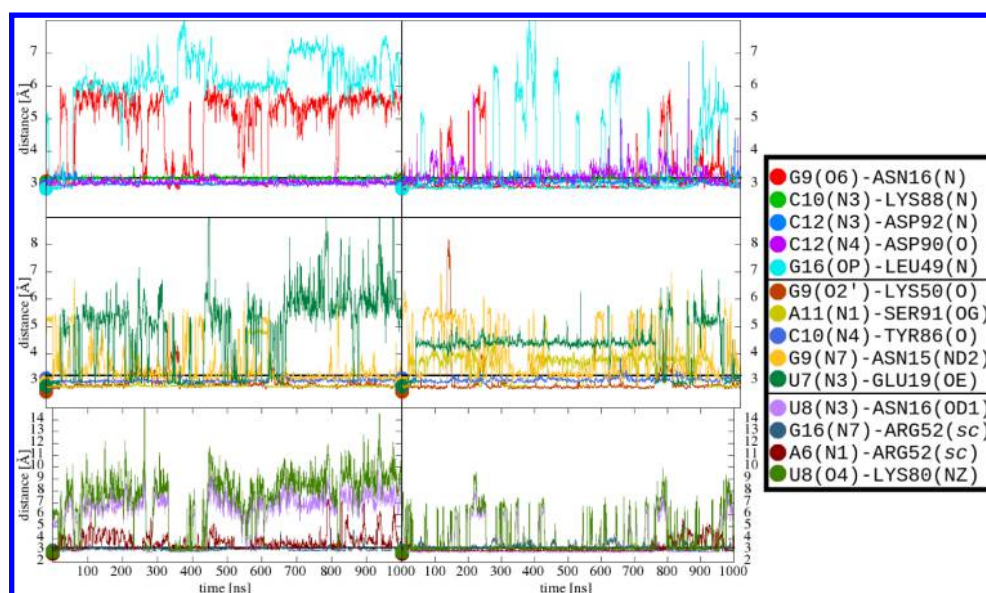 distance [Å]
7
6
5
4
3
7
6
5
4
3
distance [Å]
8
7
6
5
4
3
8
7
6
5
4
3
distance [Å]
14
13
12
11
10
9
8
7
6
5
4
3
2
14
13
12
11
10
9
8
7
6
5
4
3
2
100 200 300 400 500 600 700 800 900 1000 100 200 300 400 500 600 700 800 900 1000
time [ns] time [ns]
G9(O6)-ASN16(N)
C10(N3)-LYS88(N)
C12(N3)-ASP92(N)
C12(N4)-ASP90(O)
G16(OP)-LEU49(N)
G9(O2')-LYS50(O)
A11(N1)-SER91(OG)
C10(N4)-TYR86(O)
G9(N7)-ASN15(ND2)
U7(N3)-GLU19(OE)
U8(N3)-ASN16(OD1)
G16(N7)-ARG52(sc)
A6(N1)-ARG52(sc)
U8(O4)-LYS80(NZ)